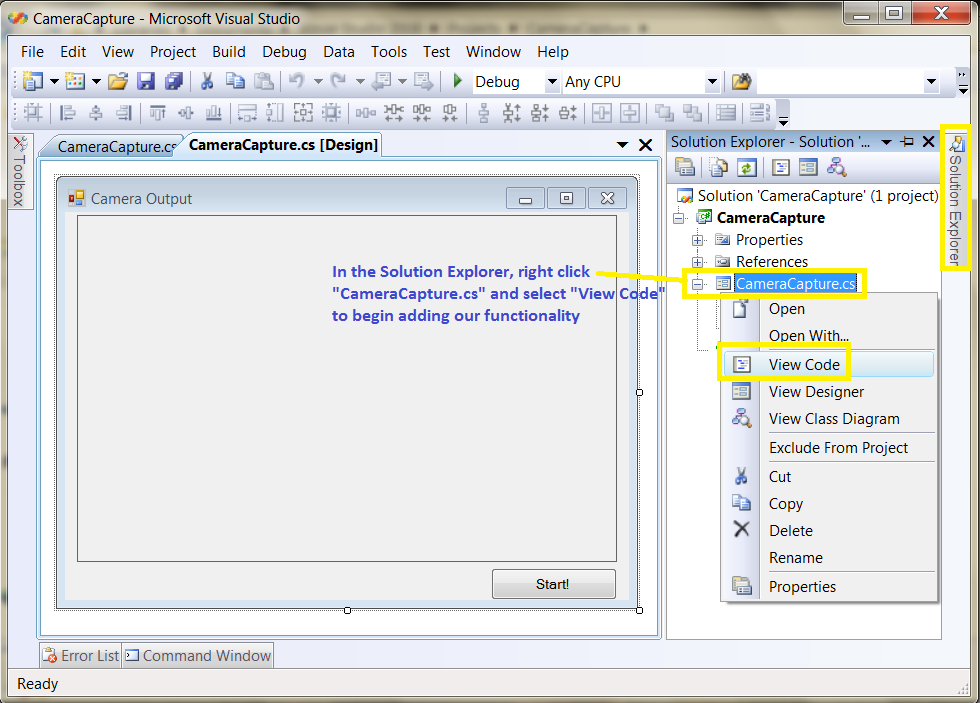 CameraCapture - Microsoft Visual Studio
File Edit View Project Build Debug Data Tools Test Window Help
Debug Any CPU
Toolbox
CameraCapture.cs
CameraCapture.cs [Design]
Camera Output
In the Solution Explorer, right click
"CameraCapture.cs" and select "View Code"
to begin adding our functionality
Start!
Solution Explorer - Solution '...
Solution 'CameraCapture' (1 project)
CameraCapture
Properties
References
CameraCapture.cs
Open
Open With...
View Code
View Designer
View Class Diagram
Exclude From Project
Cut
Copy
Delete
Rename
Properties
Solution Explorer
Error List Command Window
Ready